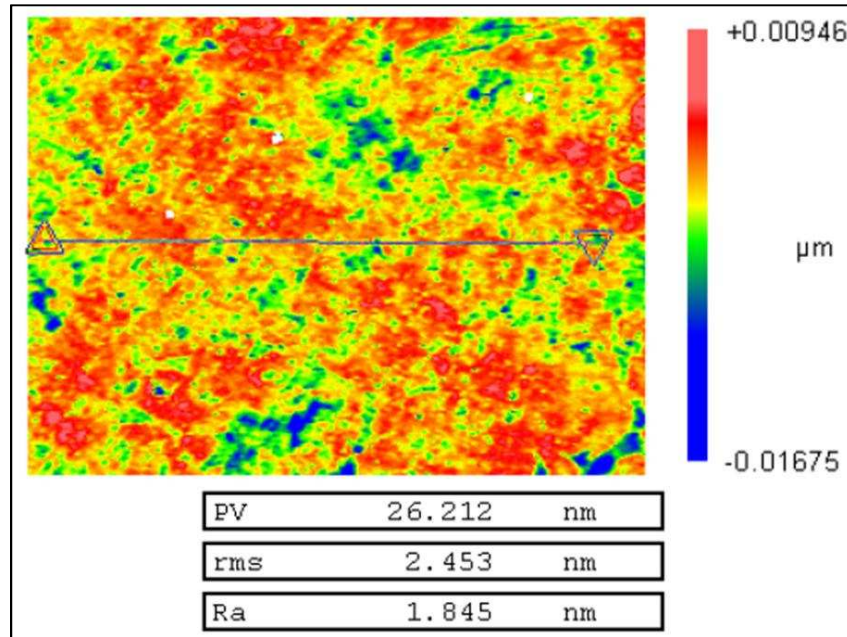 +0.00946
µm
-0.01675
PV 26.212 nm
rms 2.453 nm
Ra 1.845 nm